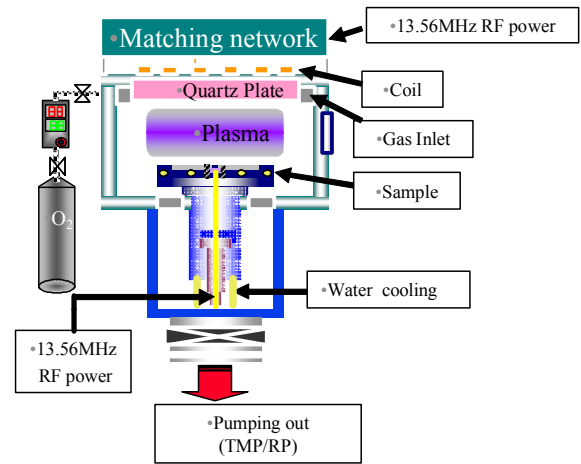 •Matching network
•13.56MHz RF power
•Quartz Plate
•Coil
•Plasma
•Gas Inlet
•Sample
O2
•Water cooling
•13.56MHz
RF power
•Pumping out
(TMP/RP)